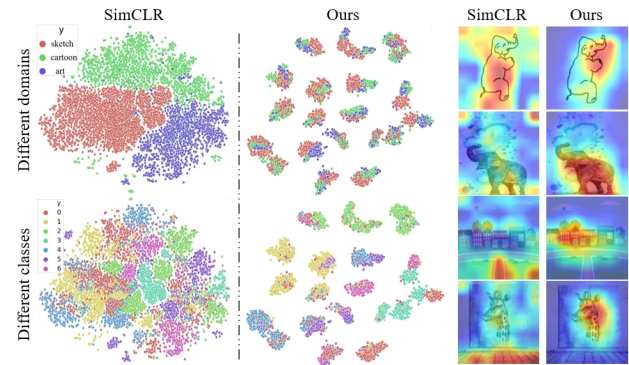 SimCLR
Ours
SimCLR
Ours
Different domains
y
sketch
cartoon
art
Different classes
y
0
1
2
3
4
5
6